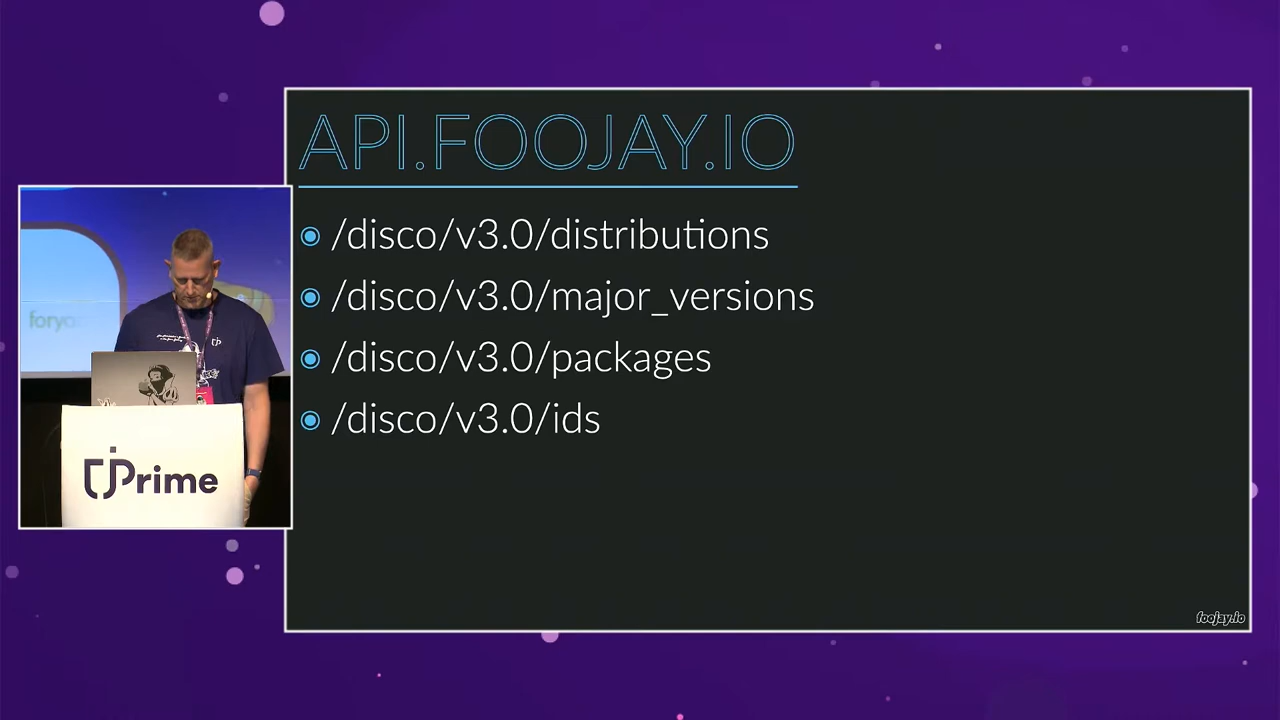 API.FOOJAY.IO
/disco/v3.0/distributions
/disco/v3.0/major_versions
/disco/v3.0/packages
/disco/v3.0/ids
jPrime
foojay.io